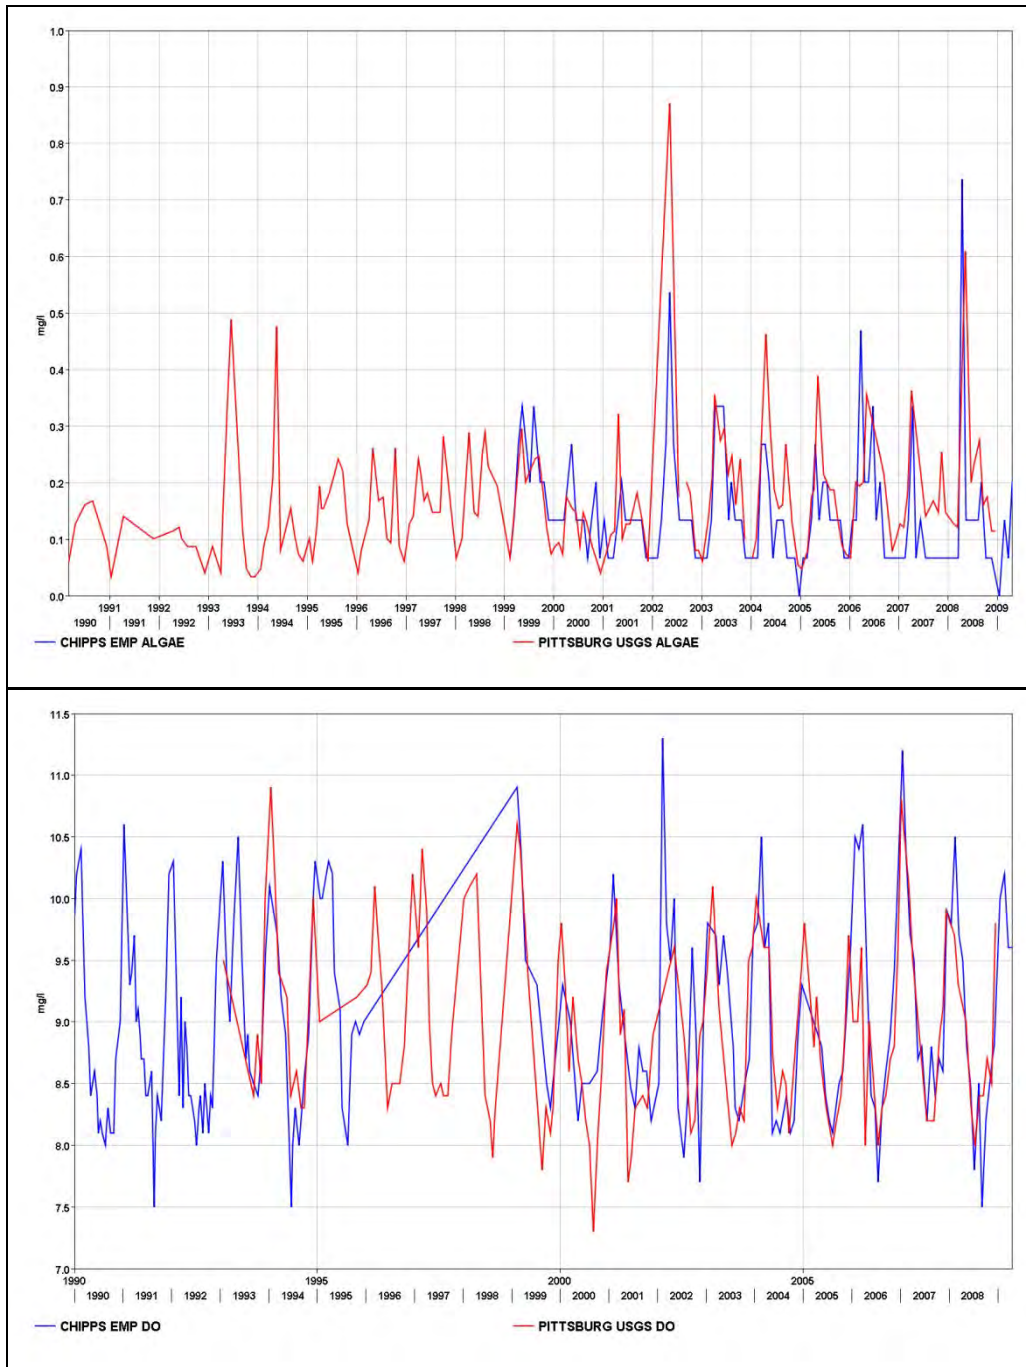 1.0
0.9
0.8
0.7
0.6
0.5
0.4
0.3
0.2
0.1
0.0
mg/l
1991 1992 1993 1994 1995 1996 1997 1998 1999 2000 2001 2002 2003 2004 2005 2006 2007 2008 2009
1990 | 1991 | 1992 | 1993 | 1994 | 1995 | 1996 | 1997 | 1998 | 1999 | 2000 | 2001 | 2002 | 2003 | 2004 | 2005 | 2006 | 2007 | 2008 |
CHIPPS EMP ALGAE PITTSBURG USGS ALGAE
11.5
11.0
10.5
10.0
9.5
9.0
8.5
8.0
7.5
7.0
mg/l
1990 1995 2000 2005
1990 | 1991 | 1992 | 1993 | 1994 | 1995 | 1996 | 1997 | 1998 | 1999 | 2000 | 2001 | 2002 | 2003 | 2004 | 2005 | 2006 | 2007 | 2008 |
CHIPPS EMP DO PITTSBURG USGS DO